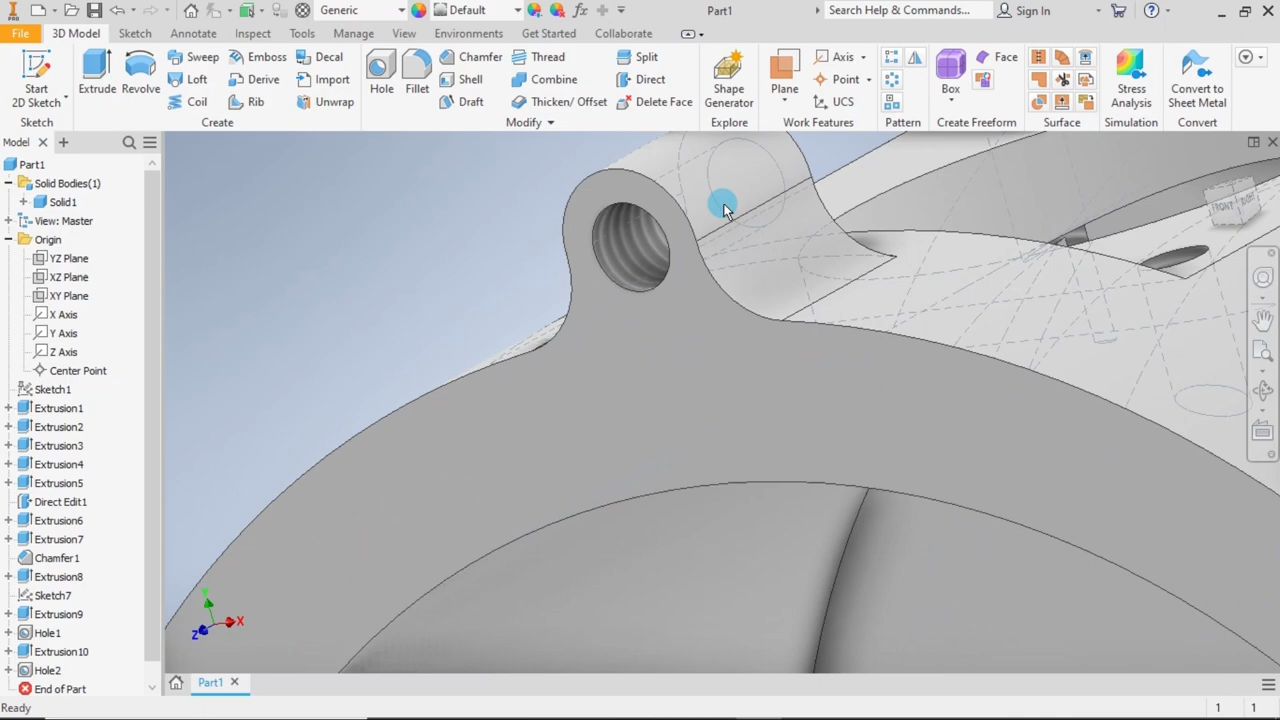 PRO
Generic
Default
Part1
Search Help & Commands...
Sign In
File
3D Model
Sketch
Annotate
Inspect
Tools
Manage
View
Environments
Get Started
Collaborate
Start
2D Sketch
Extrude
Revolve
Sweep
Emboss
Decal
Loft
Derive
Import
Coil
Rib
Unwrap
Hole
Fillet
Chamfer
Thread
Split
Shell
Combine
Direct
Draft
Thicken/ Offset
Delete Face
Shape
Generator
Plane
Axis
Point
UCS
Box
Face
Stress
Analysis
Convert to
Sheet Metal
Sketch
Create
Modify
Explore
Work Features
Pattern
Create Freeform
Surface
Simulation
Convert
Model
Part1
Solid Bodies(1)
Solid1
View: Master
Origin
YZ Plane
XZ Plane
XY Plane
X Axis
Y Axis
Z Axis
Center Point
Sketch1
Extrusion1
Extrusion2
Extrusion3
Extrusion4
Extrusion5
Direct Edit1
Extrusion6
Extrusion7
Chamfer1
Extrusion8
Sketch7
Extrusion9
Hole1
Extrusion10
Hole2
End of Part
FRONT
RIGHT
Y
X
Z
Part1
Ready
1
1